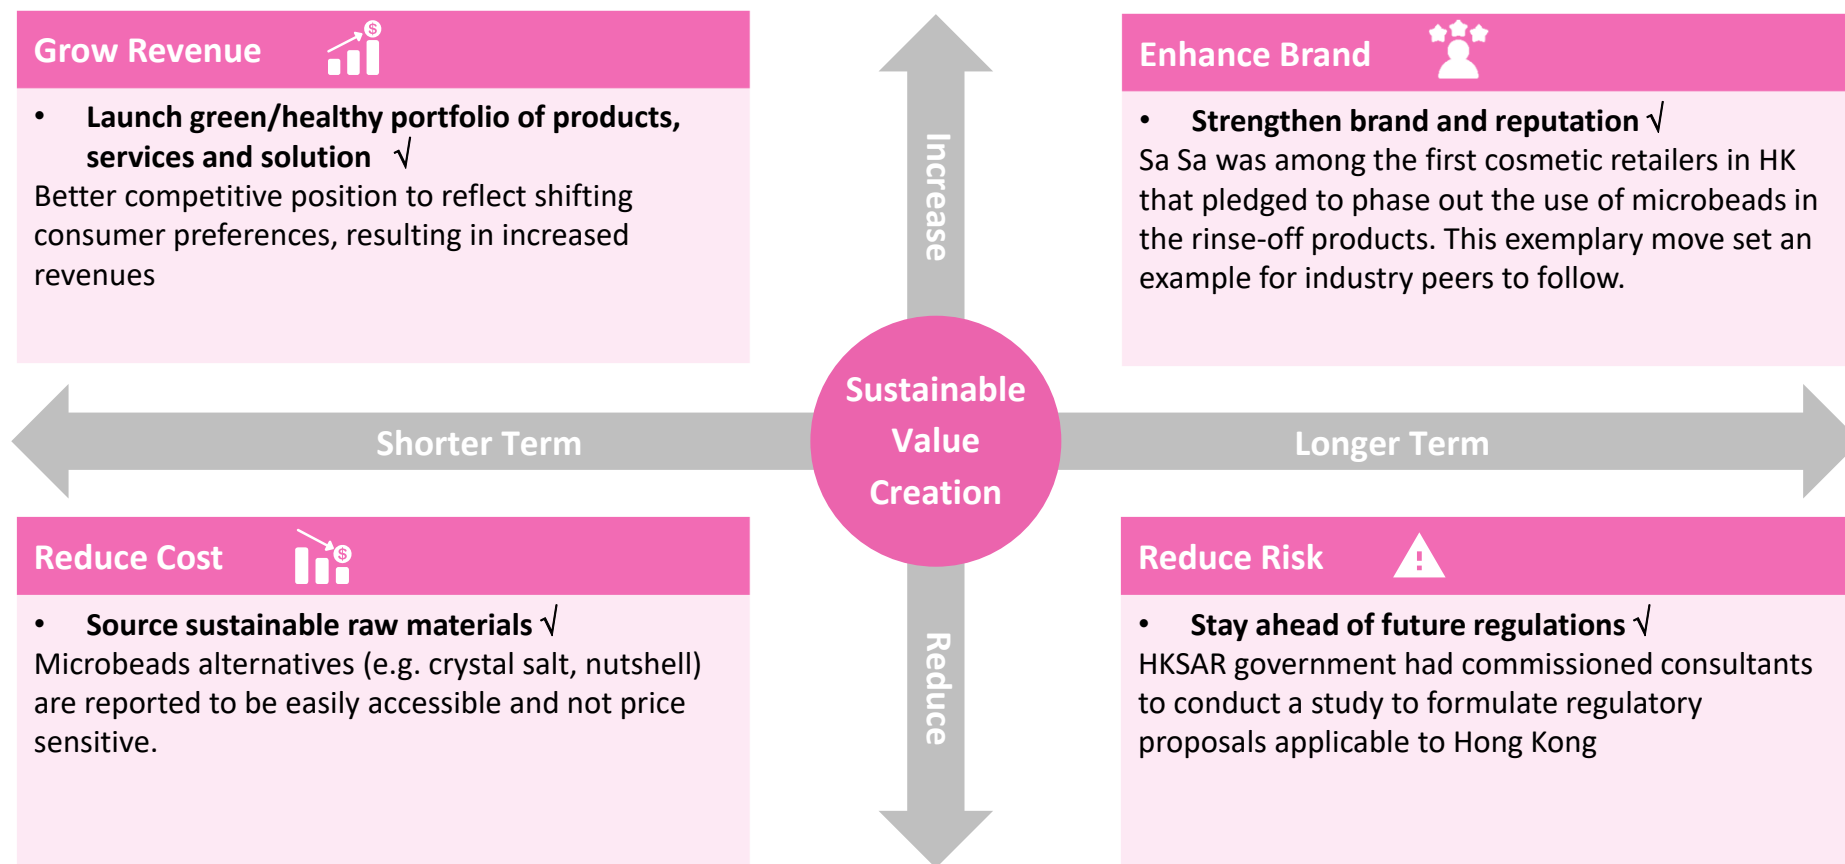 Grow Revenue
$
• Launch green/healthy portfolio of products,
services and solution √
Better competitive position to reflect shifting
consumer preferences, resulting in increased
revenues
Enhance Brand
• Strengthen brand and reputation √
Sa Sa was among the first cosmetic retailers in HK
that pledged to phase out the use of microbeads in
the rinse-off products. This exemplary move set an
example for industry peers to follow.
Increase
Shorter Term
Sustainable
Value
Creation
Longer Term
Reduce
Reduce Cost
$
• Source sustainable raw materials √
Microbeads alternatives (e.g. crystal salt, nutshell)
are reported to be easily accessible and not price
sensitive.
Reduce Risk
!
• Stay ahead of future regulations √
HKSAR government had commissioned consultants
to conduct a study to formulate regulatory
proposals applicable to Hong Kong